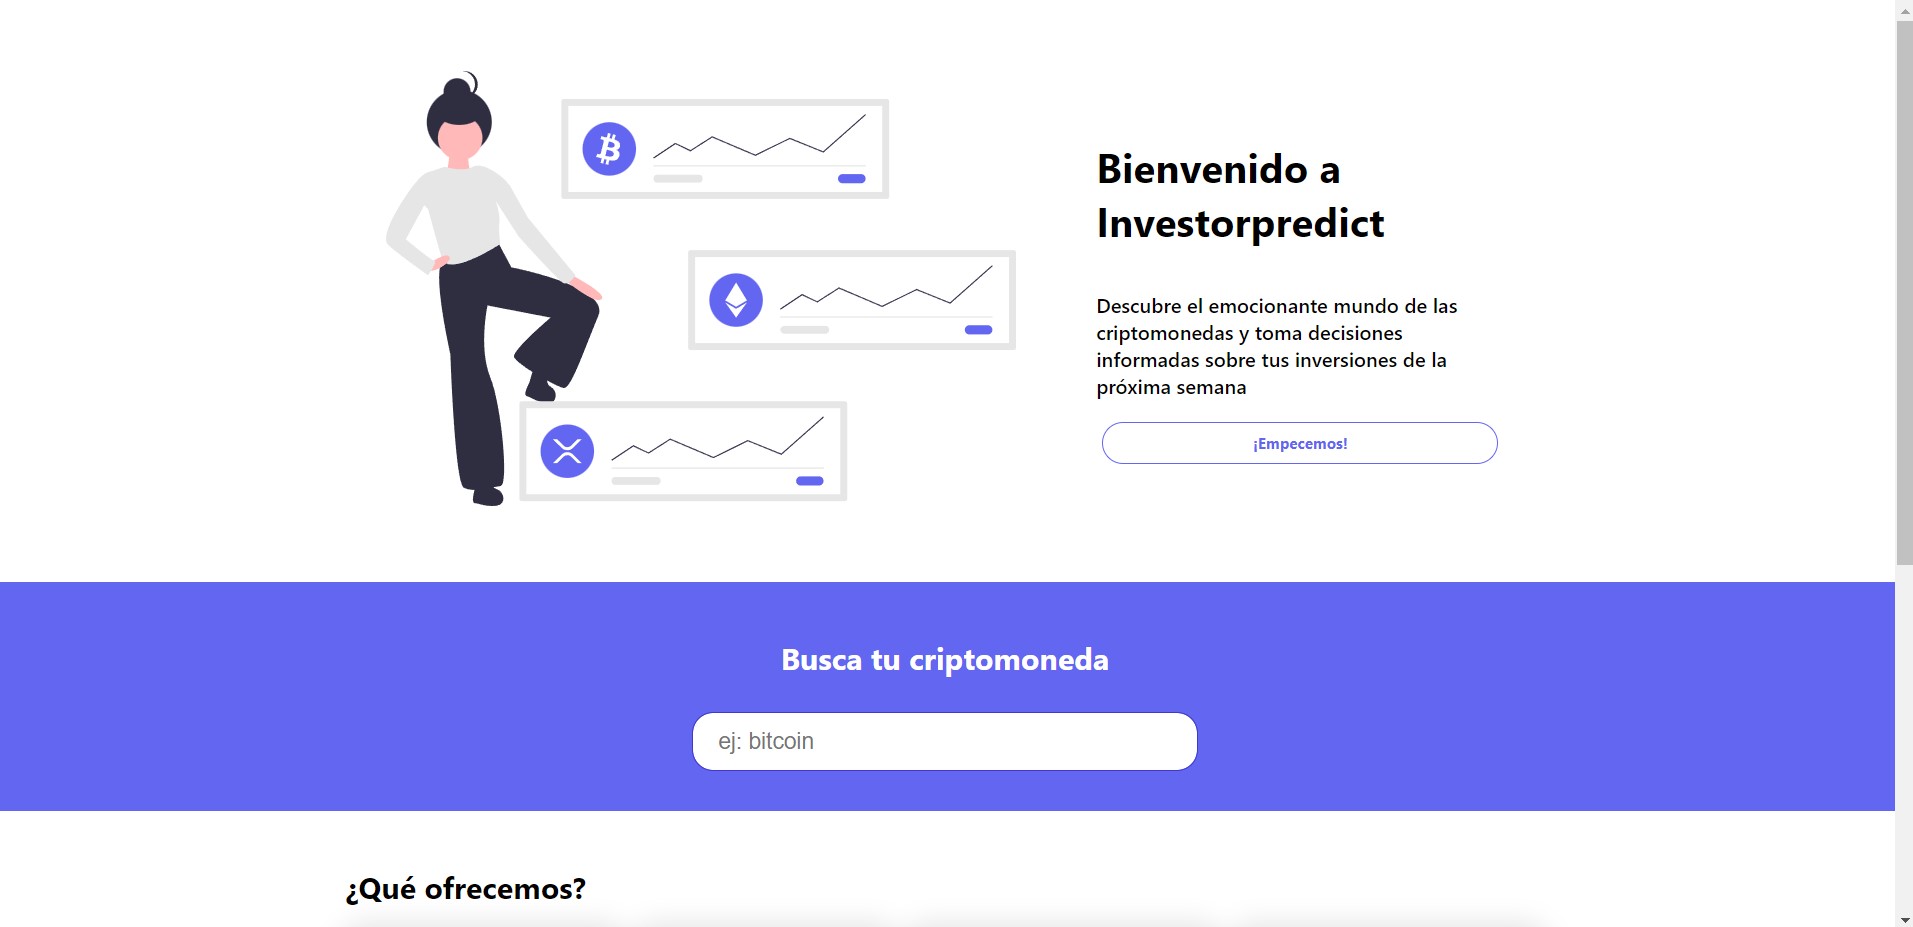 Bienvenido a
Investorpredict
Descubre el emocionante mundo de las
criptomonedas y toma decisiones
informadas sobre tus inversiones de la
próxima semana
¡Empecemos!
Busca tu criptomoneda
ej: bitcoin
¿Qué ofrecemos?